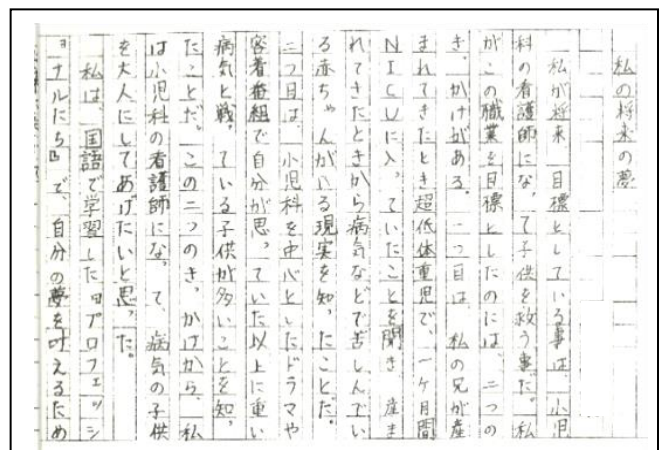 私の将来の夢
私が将来、目標としている事は、小児
科の看護師になって子供を救う事だ。私
がこの職業を目標としたのには、二つの
きっかけがある。一つ目は、私の兄が産
まれてきたとき超低体重児で、一ヶ月間
NICUに入っていたことを聞き、産ま
れてきたときから病気などで苦しんでい
る赤ちゃんがいる現実を知ったことだ。
二つ目は、小児科を中心としたドラマや
密着番組で自分が思っていた以上に重い
病気と戦っている子供が多いことを知っ
たことだ。この二つのきっかけから、私
は小児科の看護師になって、病気の子供
を大人にしてあげたいと思った。
私は、国語で学習した『プロフェッシ
ョナルたち』で、自分の夢を叶えるため